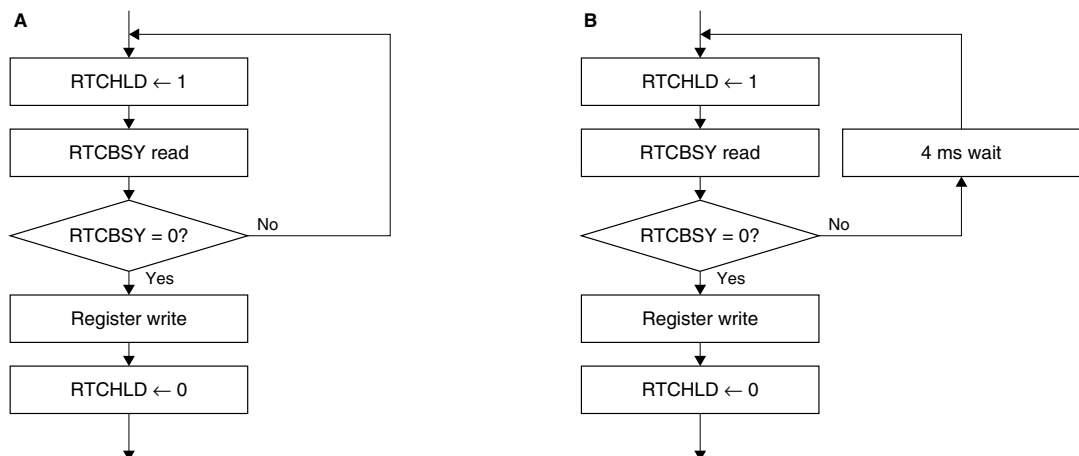 A
RTCHLD ← 1
RTCBSY read
RTCBSY = 0?
No
Yes
Register write
RTCHLD ← 0
B
RTCHLD ← 1
RTCBSY read
4 ms wait
RTCBSY = 0?
No
Yes
Register write
RTCHLD ← 0